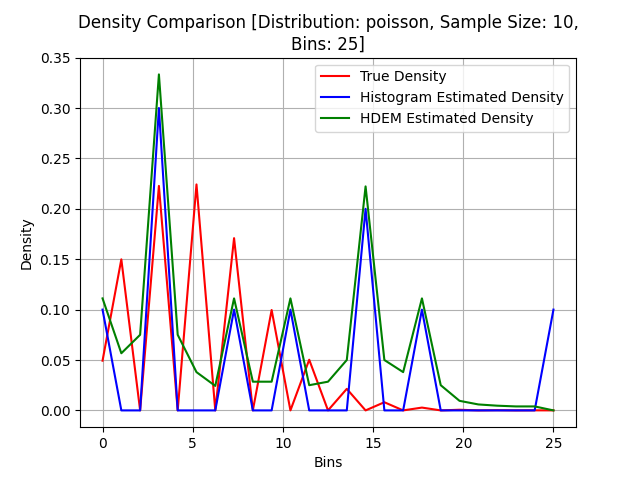 Density Comparison [Distribution: poisson, Sample Size: 10,
Bins: 25]
True Density
Histogram Estimated Density
HDEM Estimated Density
Density
0.35
0.30
0.25
0.20
0.15
0.10
0.05
0.00
0 5 10 15 20 25
Bins